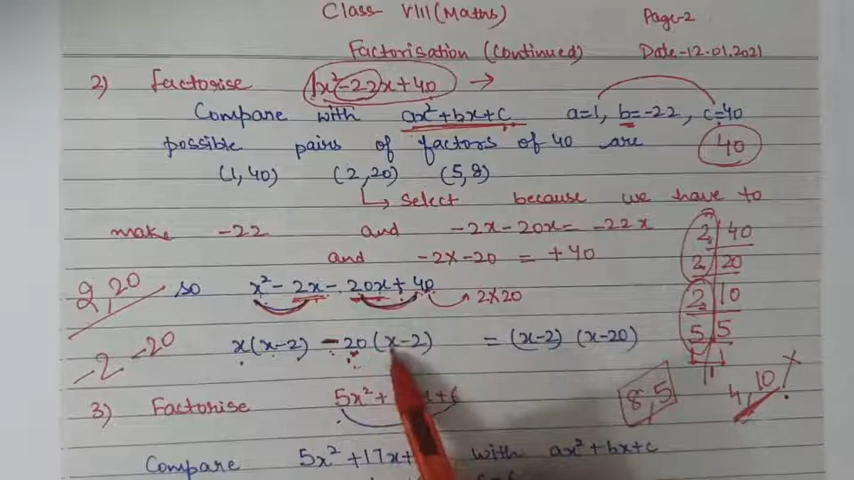 Class- VIII (Maths) Page-2
Factorisation (Continued) Date-12.01.2021
2) Factorise 1x²-22x+40 →
Compare with ax²+bx+c a=1, b=-22, c=40
possible pairs of factors of 40 are 40
(1,40) (2,20) (5,8)
↳ Select because we have to
make -22 and -2x-20x= -22x 2 40
and -2x-20 = +40 2 20
2, 20 so x²-2x-20x+40 → 2x20 2 10
5 5
-2 -20 x(x-2) -20(x-2) = (x-2) (x-20) 1
8, 5 4, 10 x
3) Factorise 5x²+ +6
Compare 5x²+17x+ with ax²+bx+c